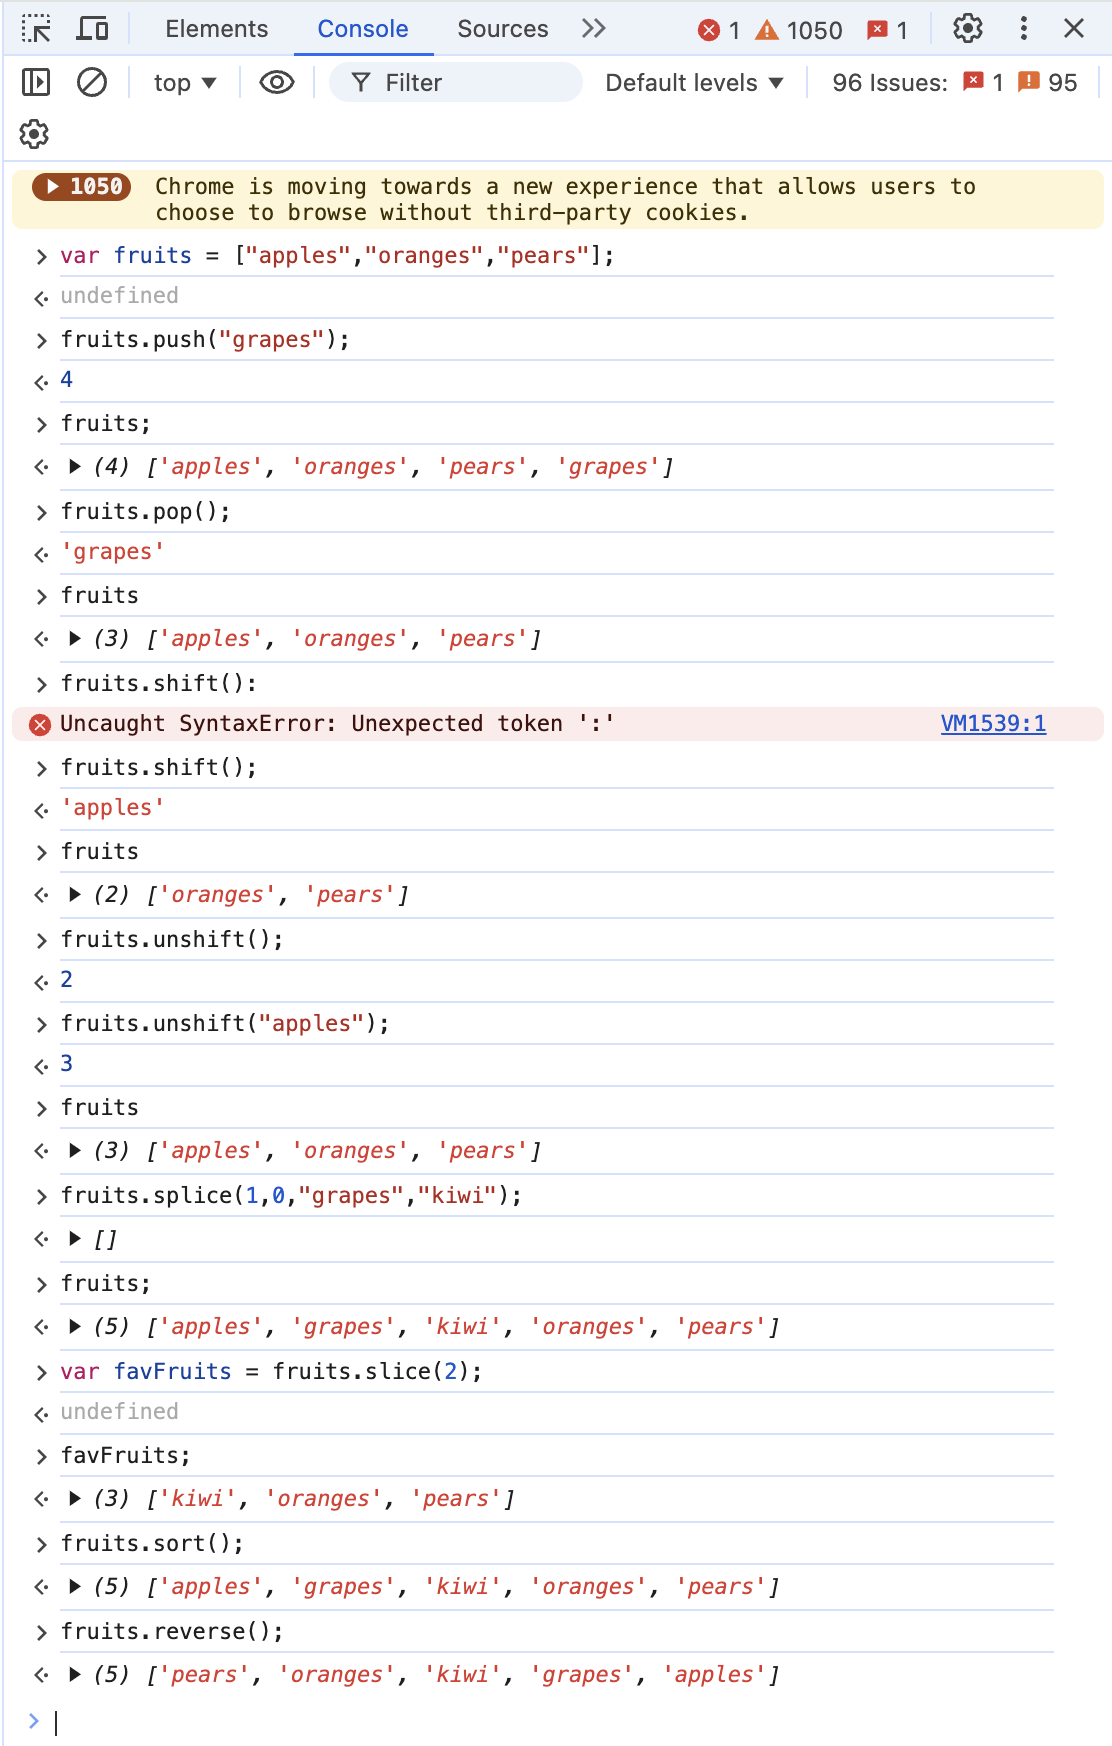 Elements Console Sources 1 1050 1
top Filter Default levels 96 Issues: 1 95
1050 Chrome is moving towards a new experience that allows users to
choose to browse without third-party cookies.
var fruits = ["apples","oranges","pears"];
undefined
fruits.push("grapes");
4
fruits;
(4) ['apples', 'oranges', 'pears', 'grapes']
fruits.pop();
'grapes'
fruits
(3) ['apples', 'oranges', 'pears']
fruits.shift():
Uncaught SyntaxError: Unexpected token ':' VM1539:1
fruits.shift();
'apples'
fruits
(2) ['oranges', 'pears']
fruits.unshift();
2
fruits.unshift("apples");
3
fruits
(3) ['apples', 'oranges', 'pears']
fruits.splice(1,0,"grapes","kiwi");
[]
fruits;
(5) ['apples', 'grapes', 'kiwi', 'oranges', 'pears']
var favFruits = fruits.slice(2);
undefined
favFruits;
(3) ['kiwi', 'oranges', 'pears']
fruits.sort();
(5) ['apples', 'grapes', 'kiwi', 'oranges', 'pears']
fruits.reverse();
(5) ['pears', 'oranges', 'kiwi', 'grapes', 'apples']